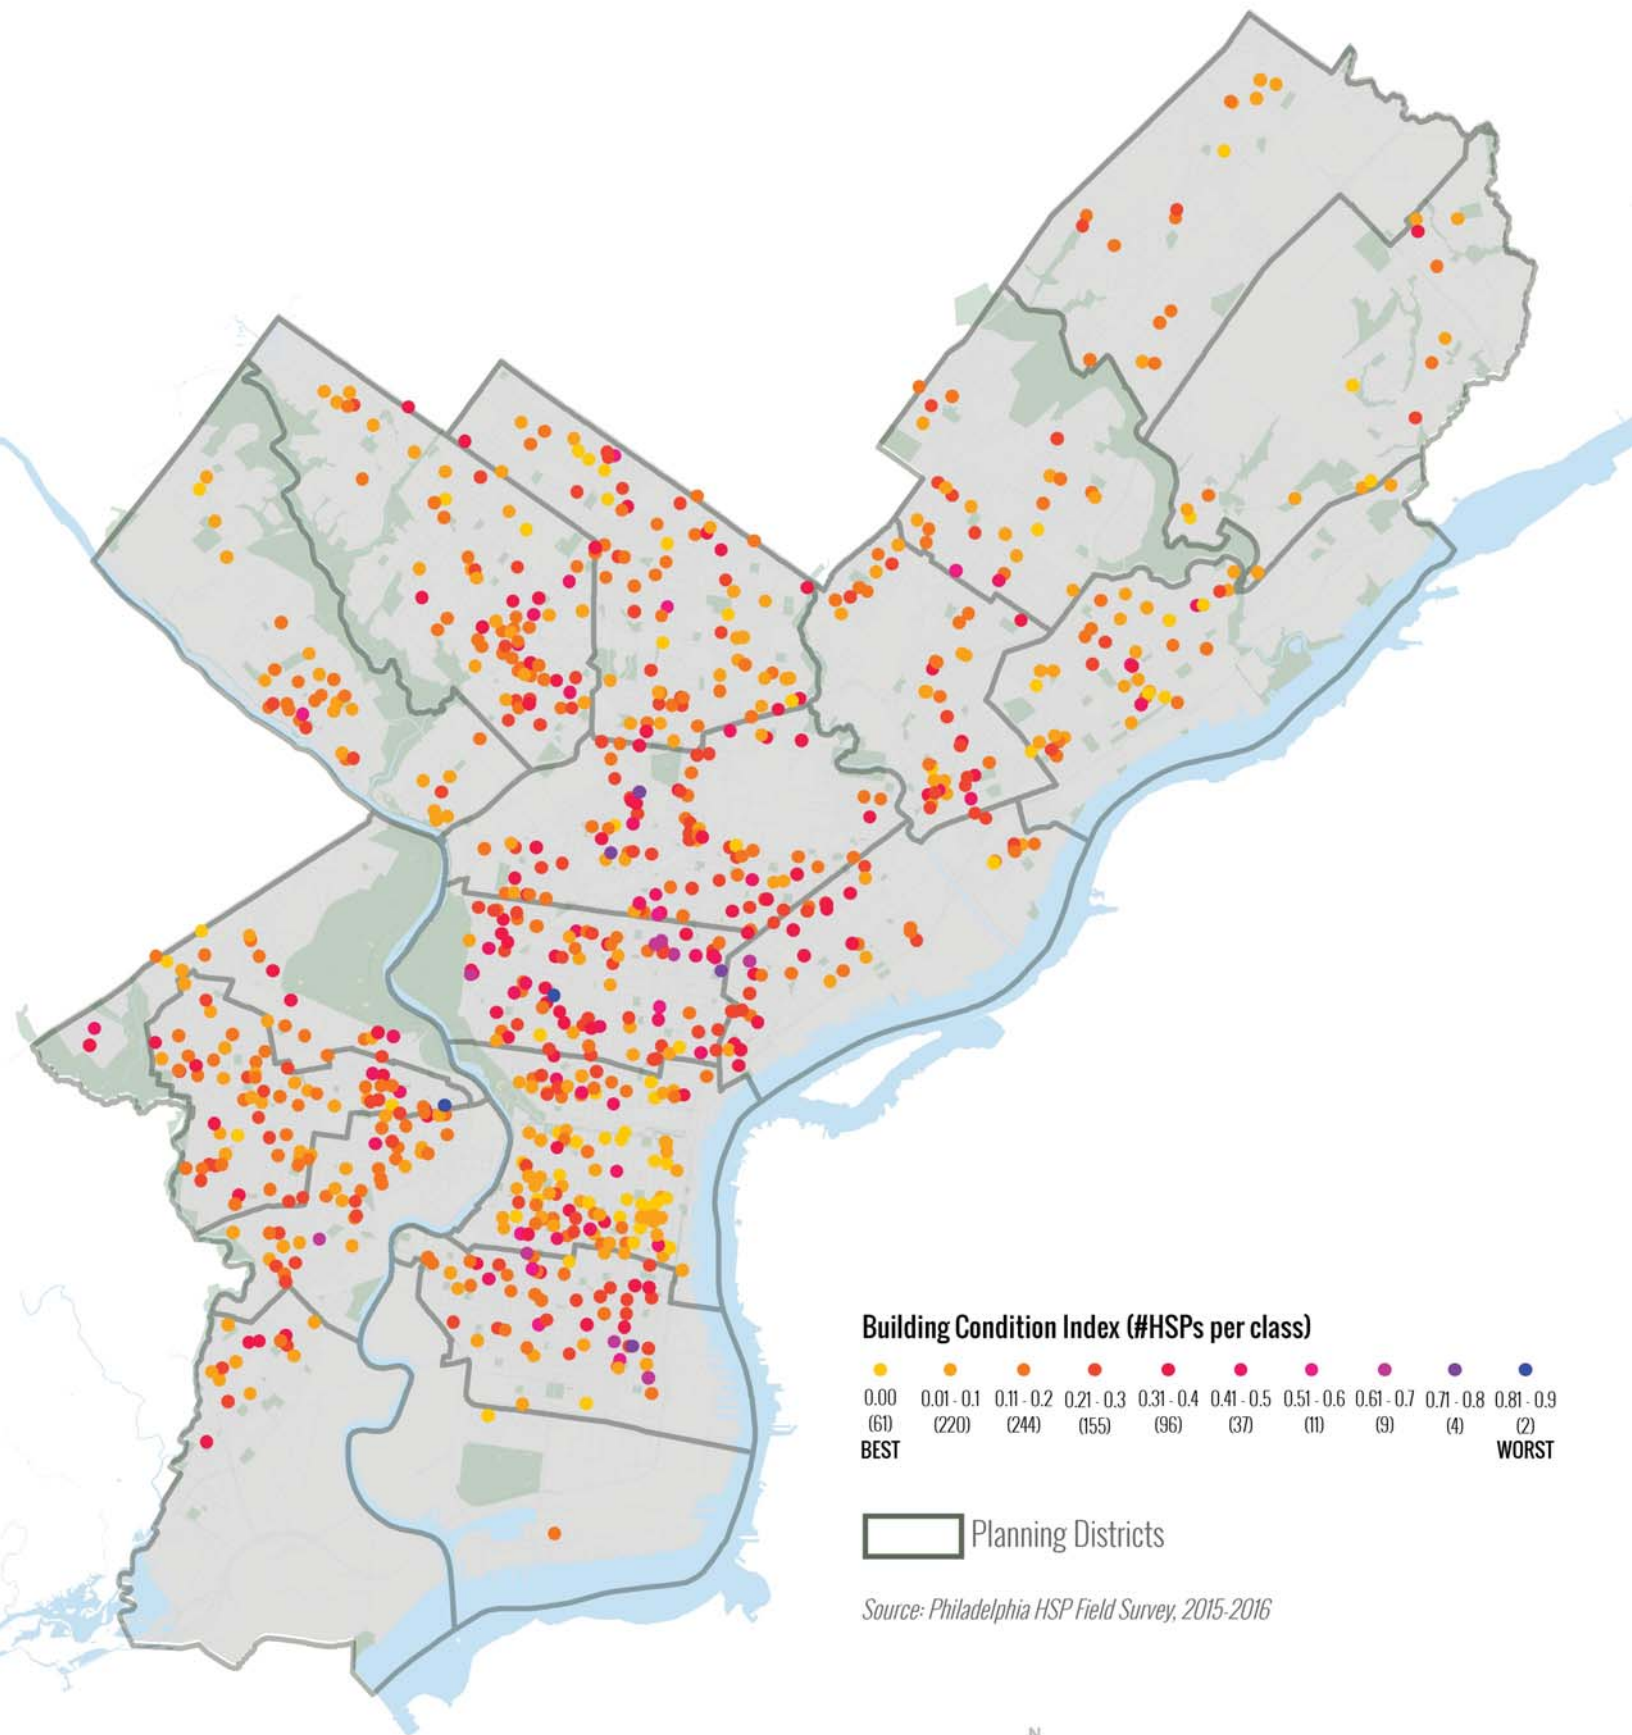 Building Condition Index (#HSPs per class)
0.00 0.01 - 0.1 0.11 - 0.2 0.21 - 0.3 0.31 - 0.4 0.41 - 0.5 0.51 - 0.6 0.61 - 0.7 0.71 - 0.8 0.81 - 0.9
(61) (220) (244) (155) (96) (37) (11) (9) (4) (2)
BEST WORST
Planning Districts
Source: Philadelphia HSP Field Survey, 2015-2016
N